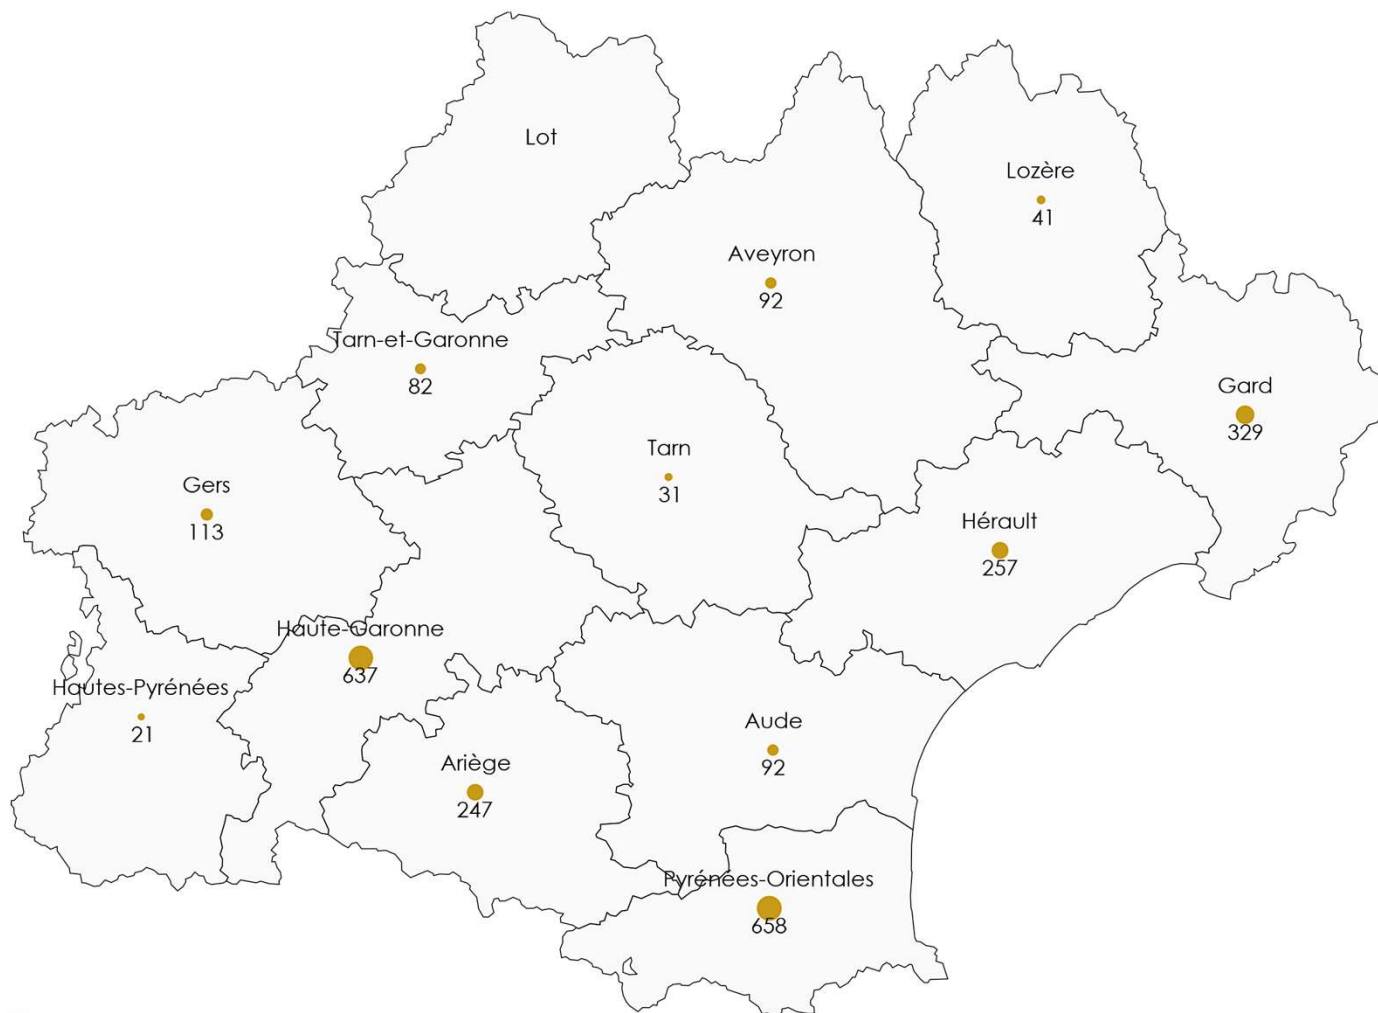 Lot
Lozère
41
Aveyron
92
Tarn-et-Garonne
82
Gard
329
Tarn
31
Gers
113
Hérault
257
Haute-Garonne
637
Hautes-Pyrénées
21
Aude
92
Ariège
247
Pyrénées-Orientales
658